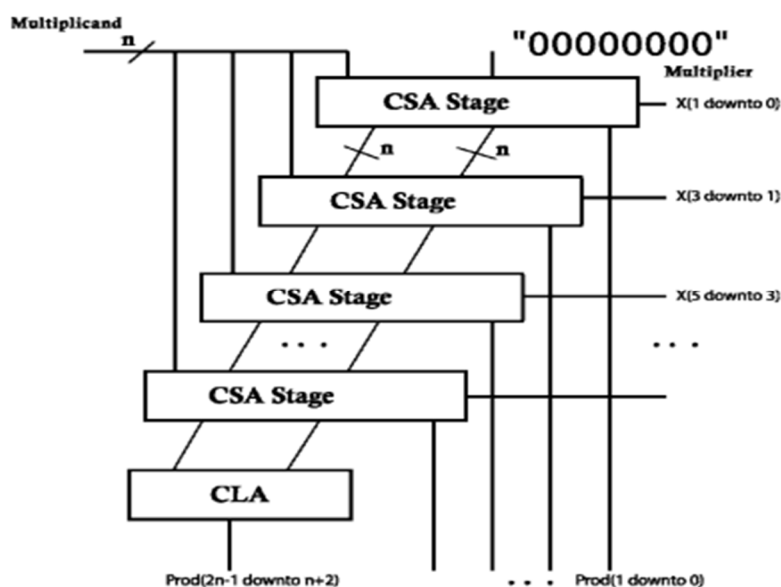 Multiplicand
n
"00000000"
Multiplier
CSA Stage
X(1 downto 0)
n
n
CSA Stage
X(3 downto 1)
CSA Stage
X(5 downto 3)
. . .
. . .
CSA Stage
CLA
Prod(2n-1 downto n+2)
. . .
Prod(1 downto 0)